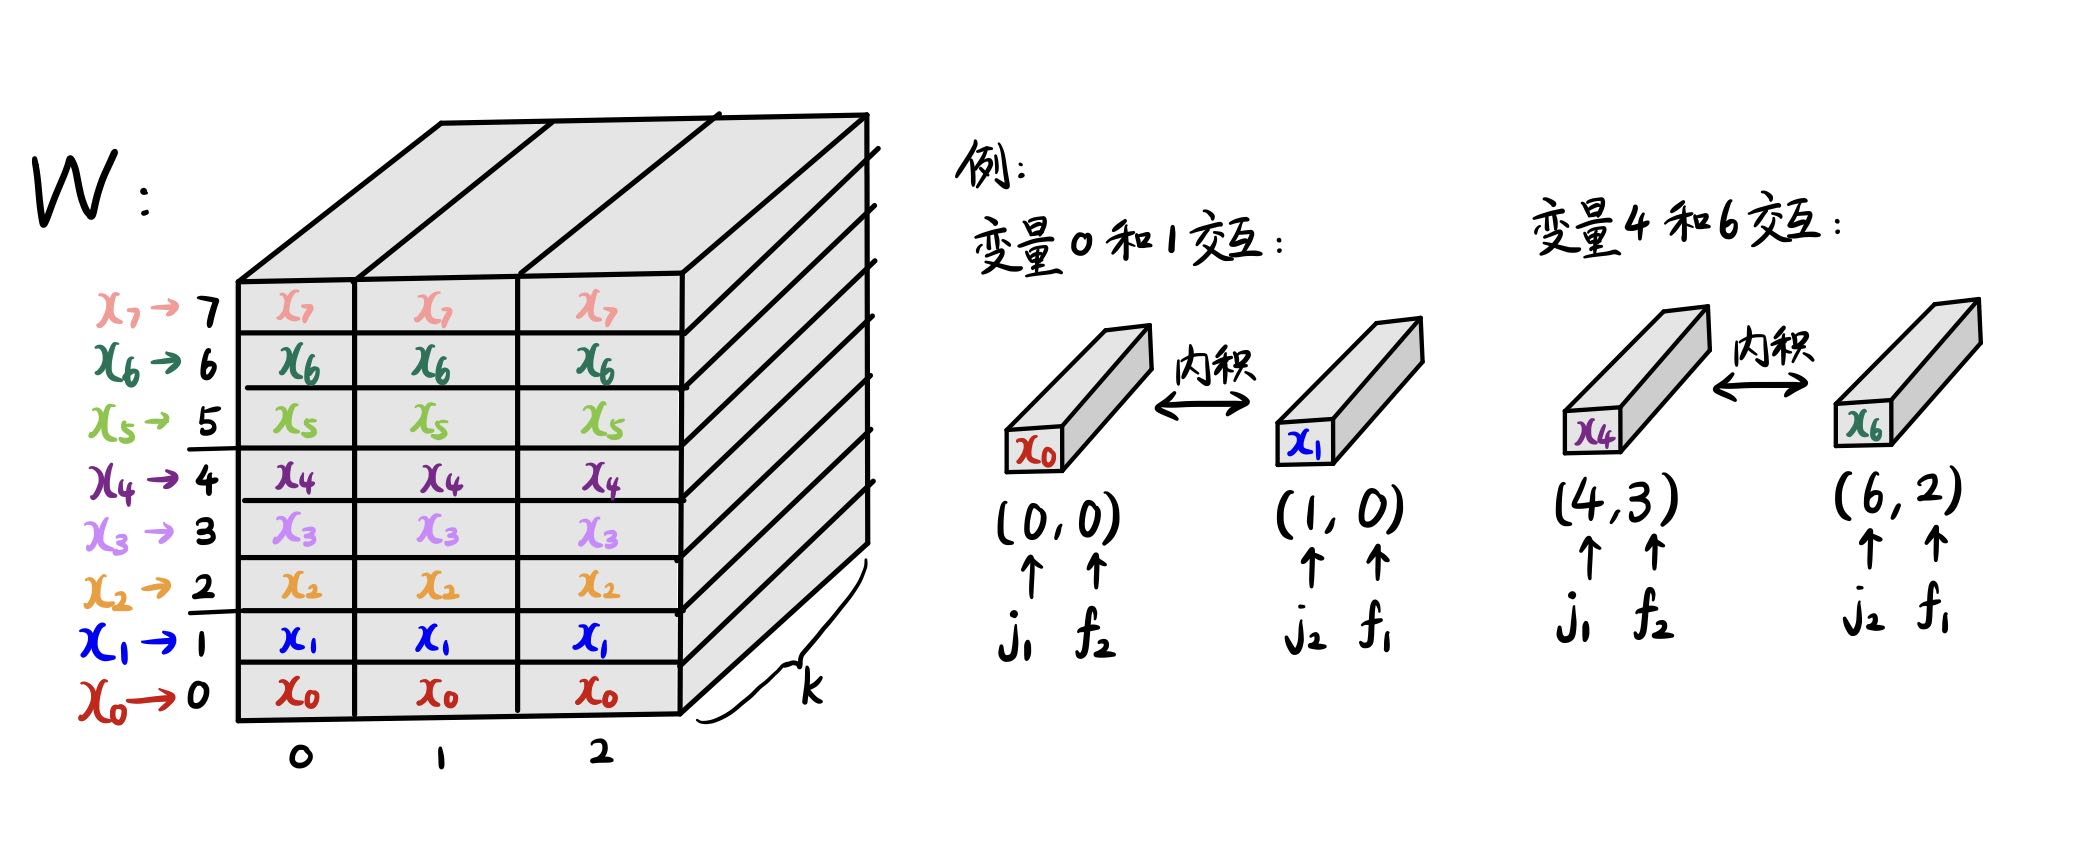 W:
例:
变量0和1交互:
变量4和6交互:
x₇→7 x₇ x₇ x₇
x₆→6 x₆ x₆ x₆
x₅→5 x₅ x₅ x₅
x₄→4 x₄ x₄ x₄
x₃→3 x₃ x₃ x₃
x₂→2 x₂ x₂ x₂
x₁→1 x₁ x₁ x₁
x₀→0 x₀ x₀ x₀
0 1 2
k
x₀ 内积 x₁
(0,0) (1,0)
↑ ↑ ↑ ↑
j₁ f₂ j₂ f₁
x₄ 内积 x₆
(4,3) (6,2)
↑ ↑ ↑ ↑
j₁ f₂ j₂ f₁